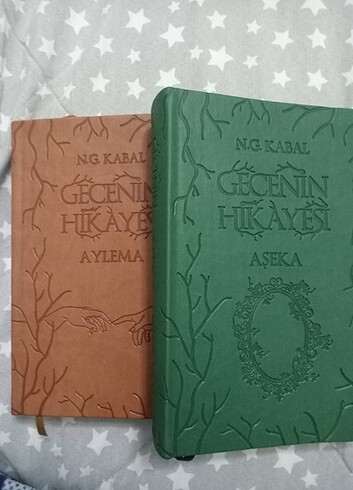 N.G. KABAL
GECENİN
HİKAYESİ
AYLEMA
N.G. KABAL
GECENİN
HİKAYESİ
AŞEKA